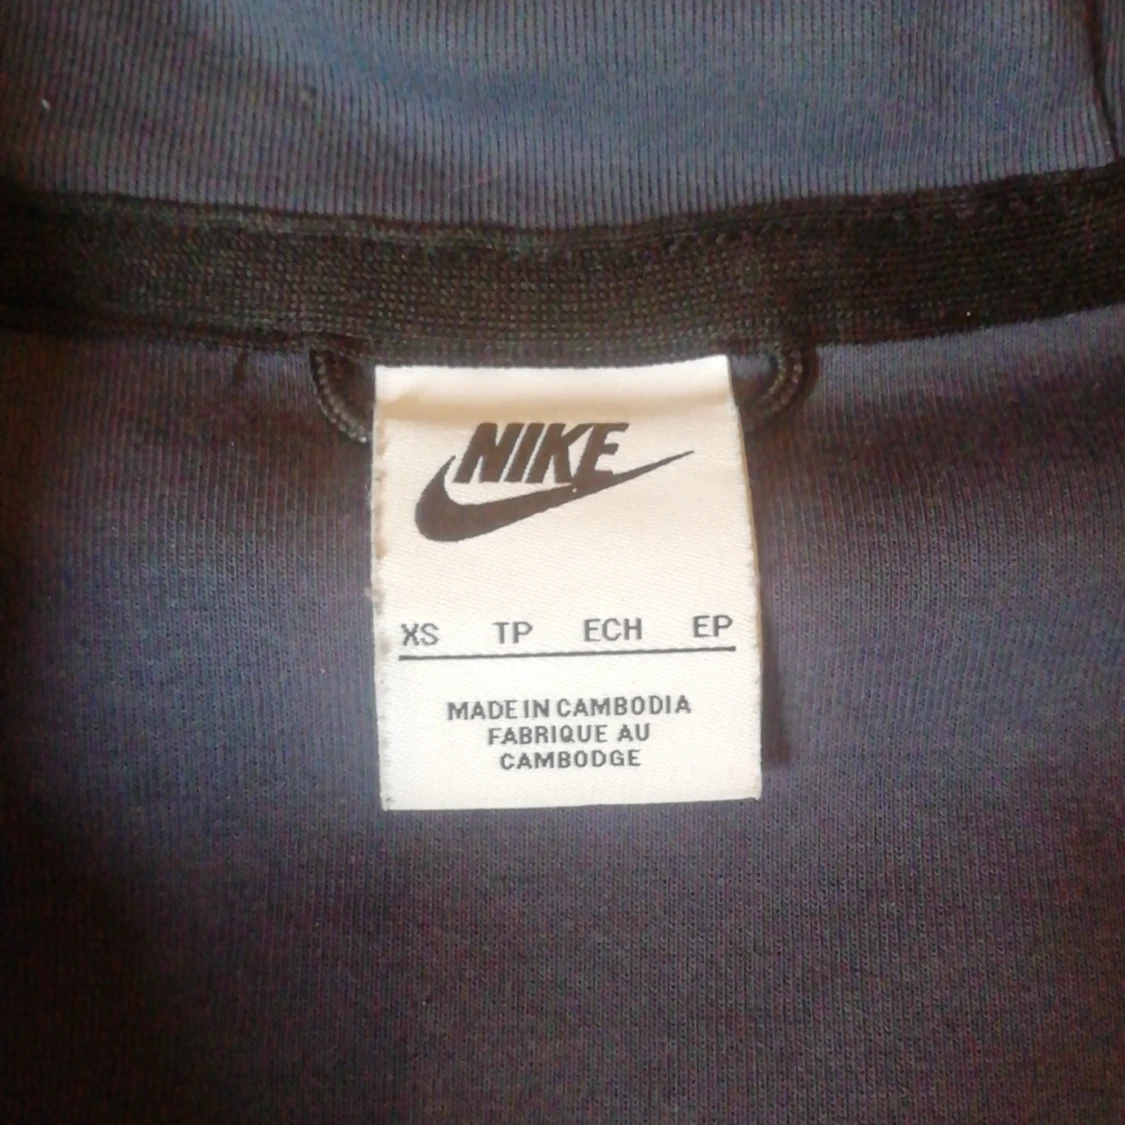 NIKE
XS TP ECH EP
MADE IN CAMBODIA
FABRIQUE AU
CAMBODGE